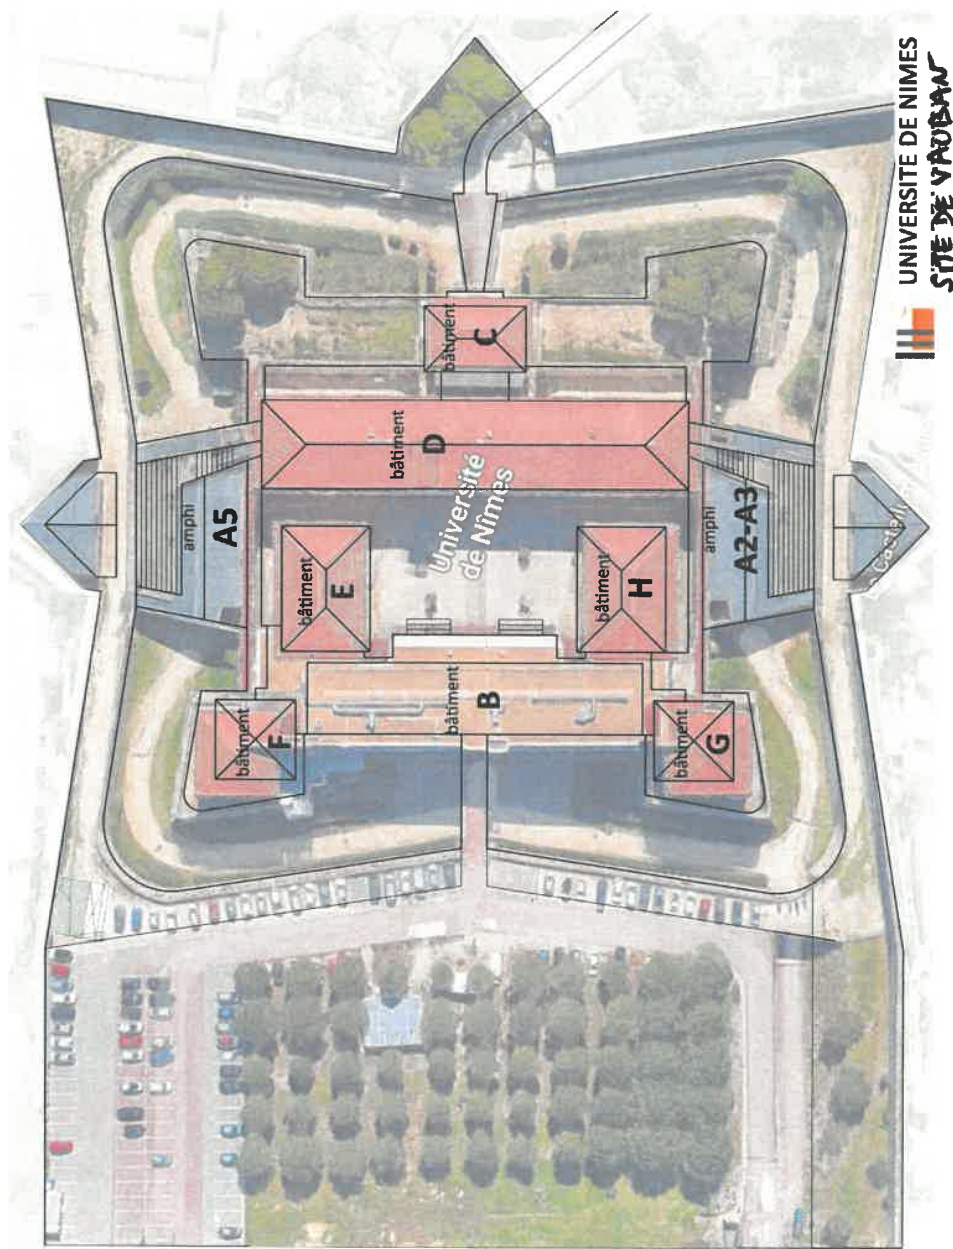 UNIVERSITE DE NIMES
SITE DE VAUBAN
amphi
A5
bâtiment
F
bâtiment
E
bâtiment
D
bâtiment
C
Université
de Nîmes
bâtiment
B
bâtiment
H
bâtiment
G
amphi
A2-A3